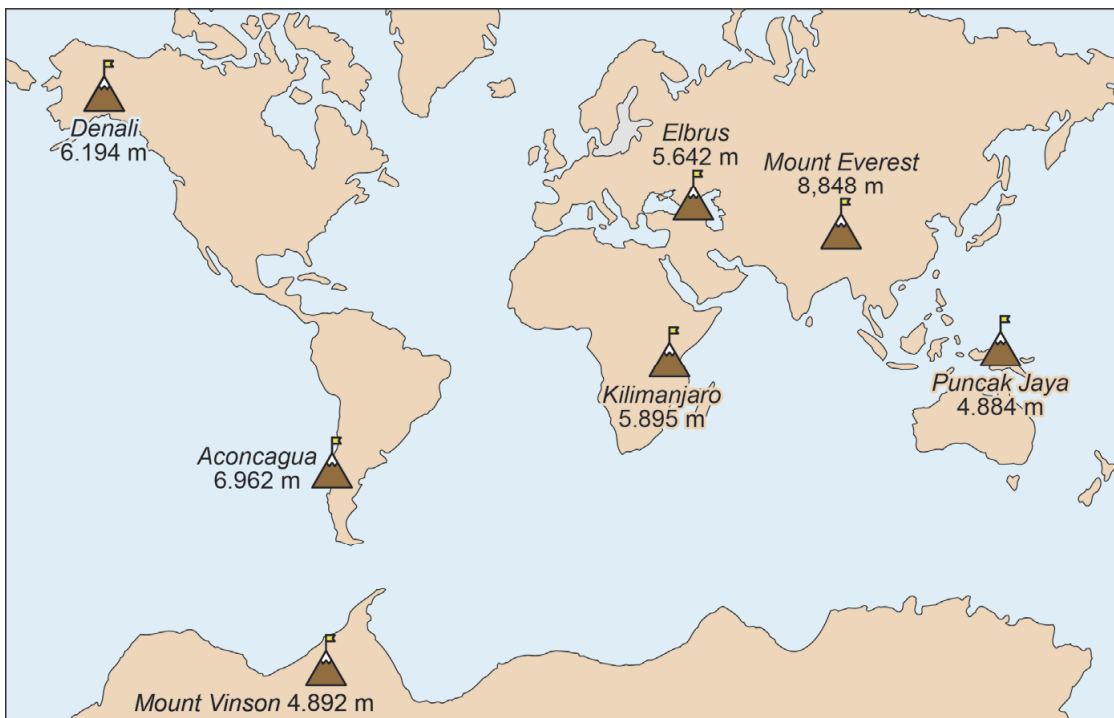 Denali
6.194 m
Elbrus
5.642 m
Mount Everest
8,848 m
Kilimanjaro
5.895 m
Puncak Jaya
4.884 m
Aconcagua
6.962 m
Mount Vinson 4.892 m